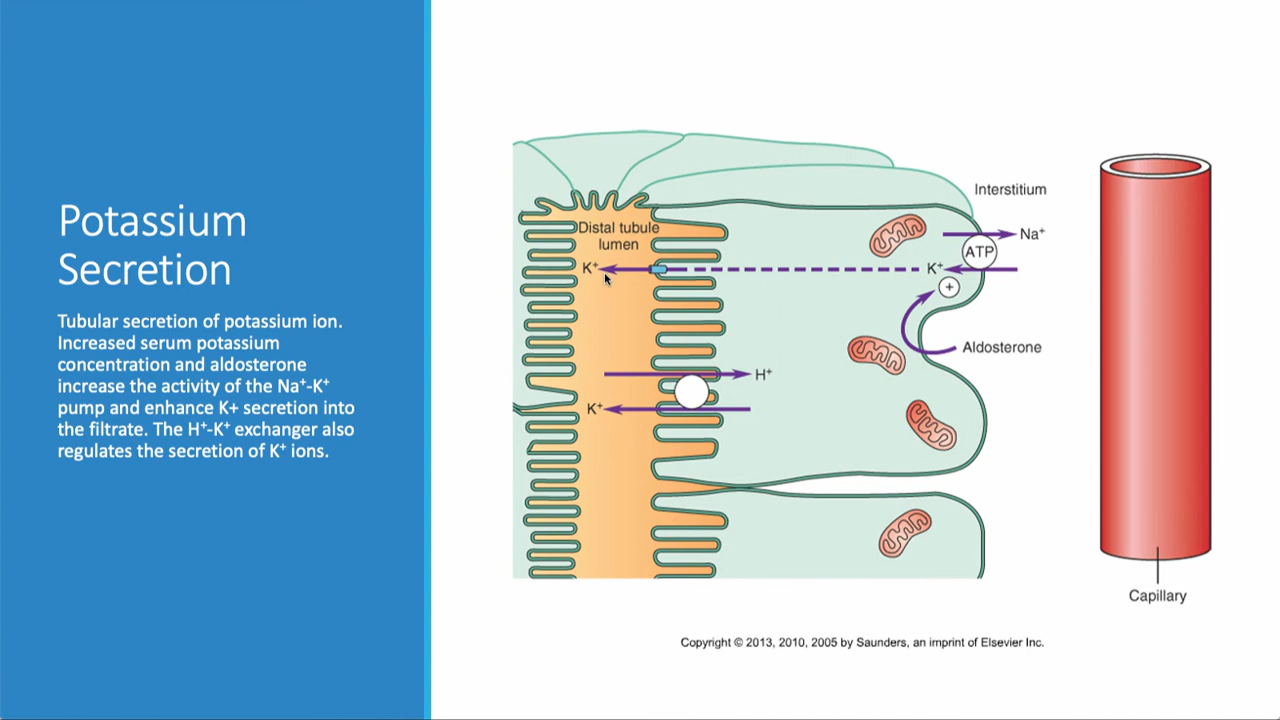 Potassium
Secretion
Tubular secretion of potassium ion.
Increased serum potassium
concentration and aldosterone
increase the activity of the Na⁺-K⁺
pump and enhance K+ secretion into
the filtrate. The H⁺-K⁺ exchanger also
regulates the secretion of K⁺ ions.
Interstitium
Distal tubule
lumen
Na⁺
ATP
K⁺
K⁺
+
Aldosterone
H⁺
K⁺
Capillary
Copyright © 2013, 2010, 2005 by Saunders, an imprint of Elsevier Inc.